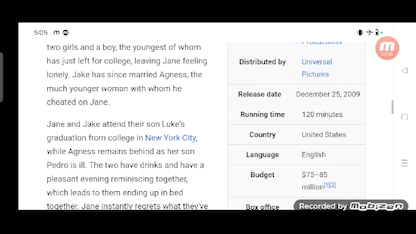 5:05
two girls and a boy, the youngest of whom
has just left for college, leaving Jane feeling
lonely. Jake has since married Agness, the
much younger woman with whom he
cheated on Jane.
Jane and Jake attend their son Luke's
graduation from college in New York City,
while Agness remains behind as her son
Pedro is ill. The two have drinks and have a
pleasant evening reminiscing together,
which leads to them ending up in bed
together. Jane instantly regrets what they've
Productions
Distributed by Universal
Pictures
Release date December 25, 2009
Running time 120 minutes
Country United States
Language English
Budget $75–85
million[1][2]
Box office
Recorded by Mobizen